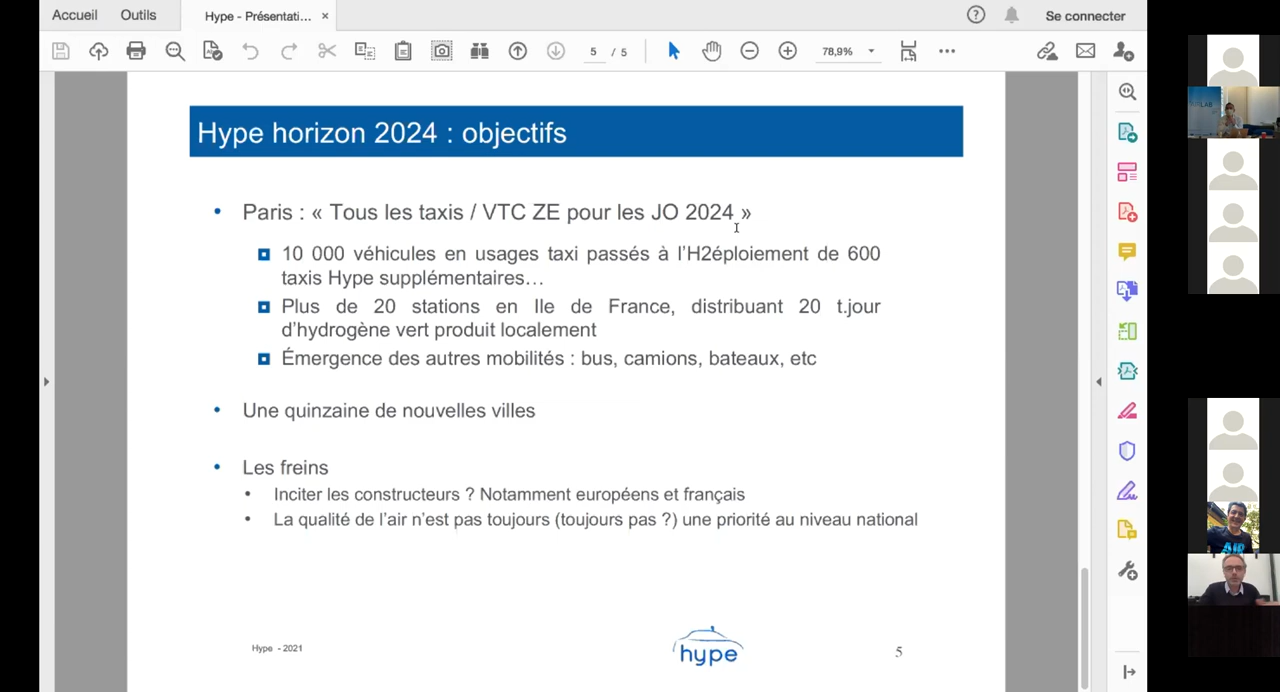 Accueil Outils Hype - Présentati... × Se connecter
5 / 5 78,9%
Hype horizon 2024 : objectifs
• Paris : « Tous les taxis / VTC ZE pour les JO 2024 »
10 000 véhicules en usages taxi passés à l'H2éploiement de 600
taxis Hype supplémentaires…
Plus de 20 stations en Ile de France, distribuant 20 t.jour
d'hydrogène vert produit localement
Émergence des autres mobilités : bus, camions, bateaux, etc
• Une quinzaine de nouvelles villes
• Les freins
• Inciter les constructeurs ? Notamment européens et français
• La qualité de l'air n'est pas toujours (toujours pas ?) une priorité au niveau national
Hype - 2021
hype
5
AIR